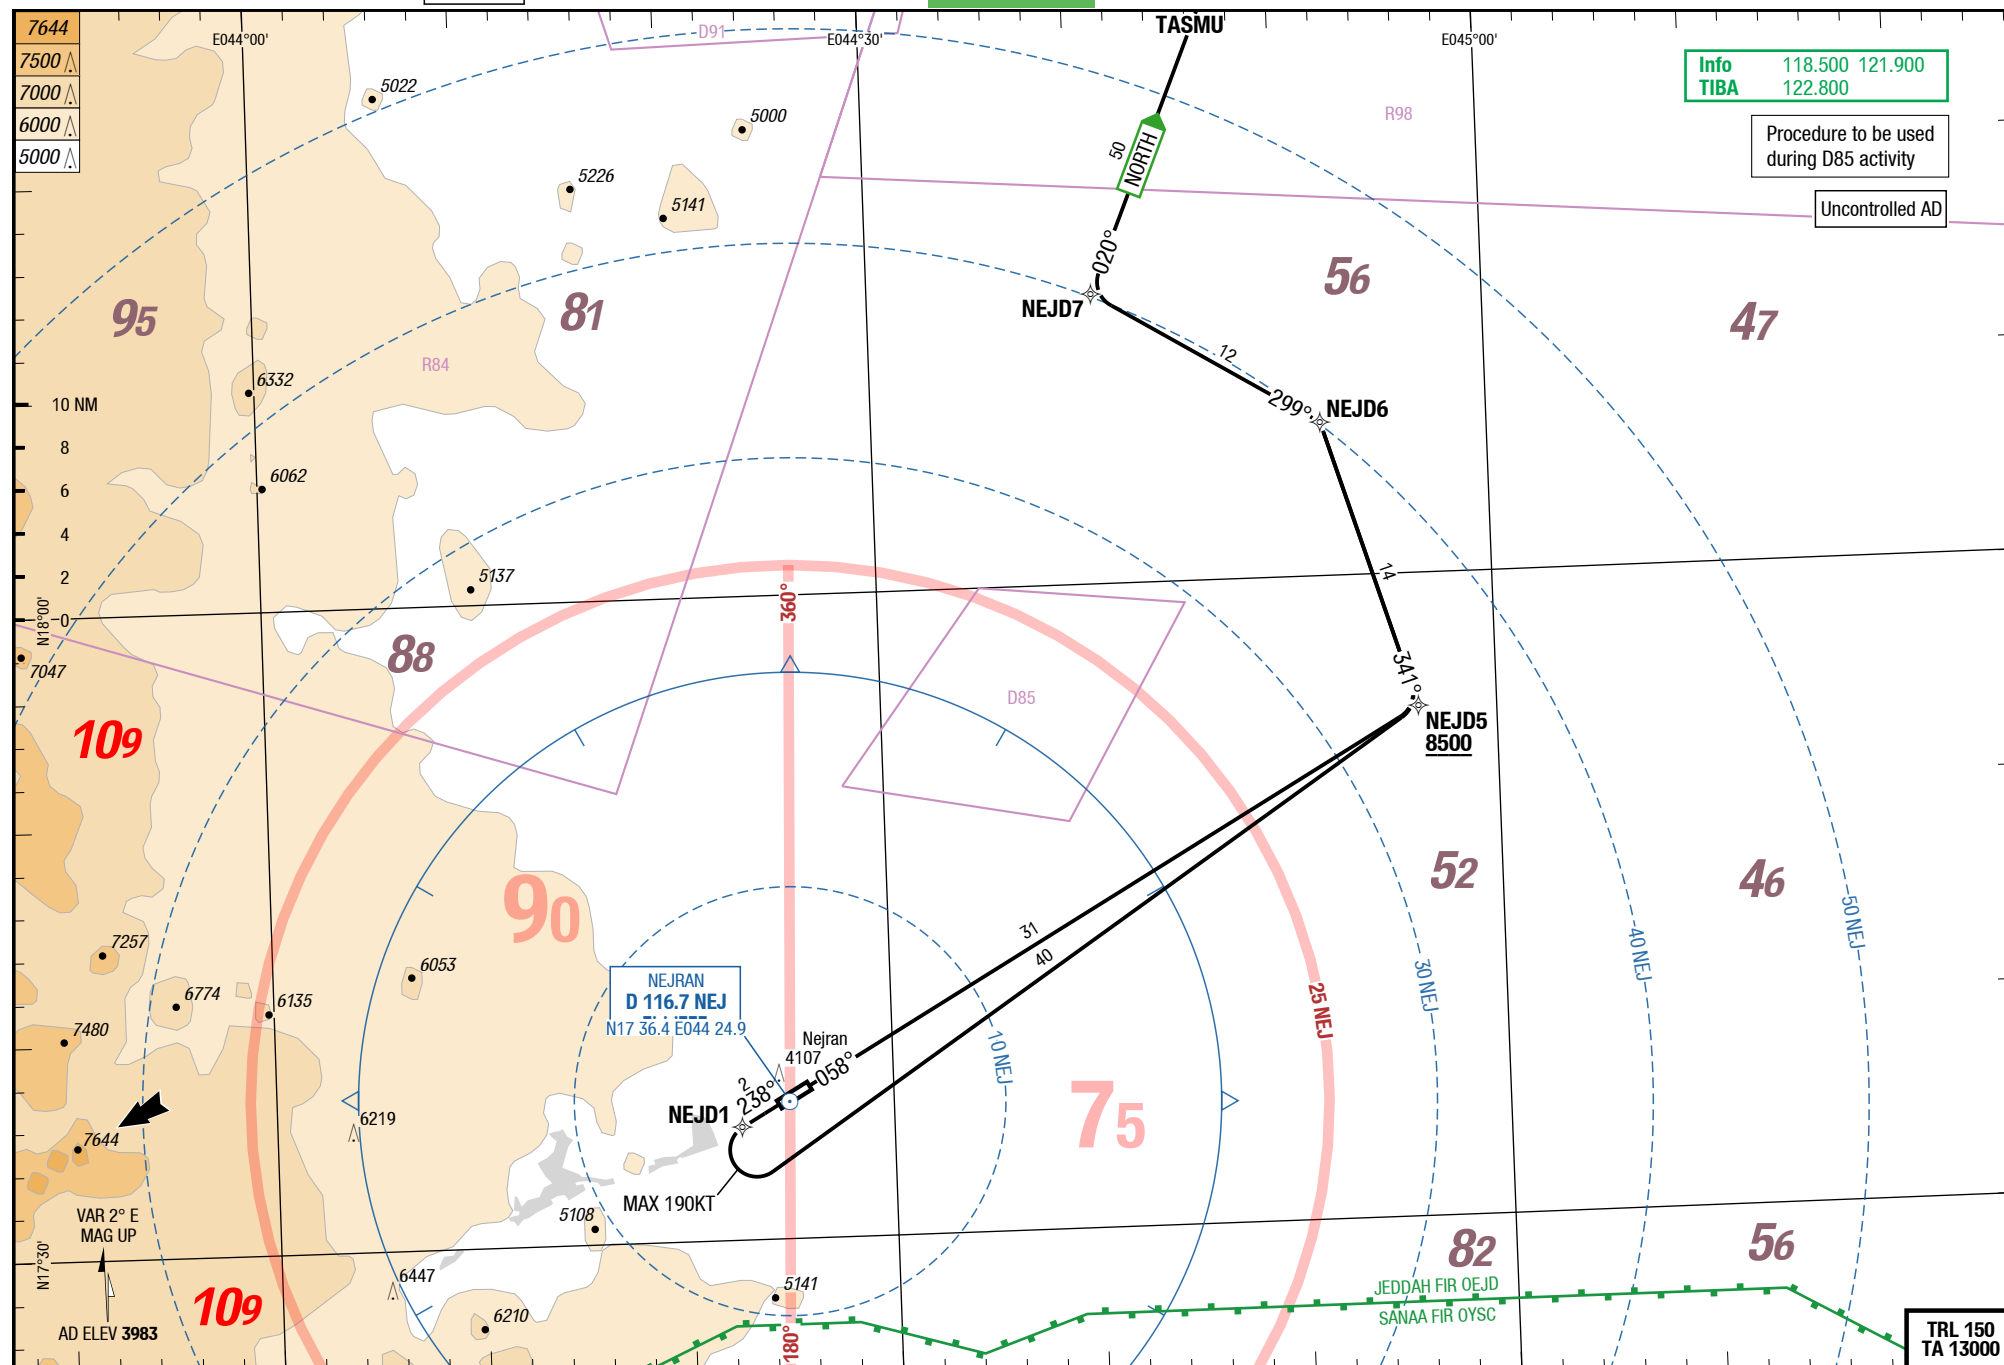 7644
7500
7000
6000
5000
E044°00'
D91
E044°30'
TASMU
E045°00'
Info 118.500 121.900
TIBA 122.800
R98
Procedure to be used
during D85 activity
Uncontrolled AD
5022
5000
5226
5141
50
NORTH
020°
NEJD7
56
47
95
81
R84
12
299°
NEJD6
6332
10 NM
8
6
4
2
0
6062
5137
N18°00'
7047
88
360°
14
341°
D85
NEJD5
8500
109
90
52
46
50 NEJ
40 NEJ
30 NEJ
25 NEJ
10 NEJ
31
40
7257
6053
6774
6135
7480
NEJRAN
D 116.7 NEJ
N17 36.4 E044 24.9
Nejran
4107
058°
2
238°
NEJD1
75
6219
7644
MAX 190KT
5108
VAR 2° E
MAG UP
N17°30'
82
56
6447
5141
6210
109
AD ELEV 3983
180°
JEDDAH FIR OEJD
SANAA FIR OYSC
TRL 150
TA 13000